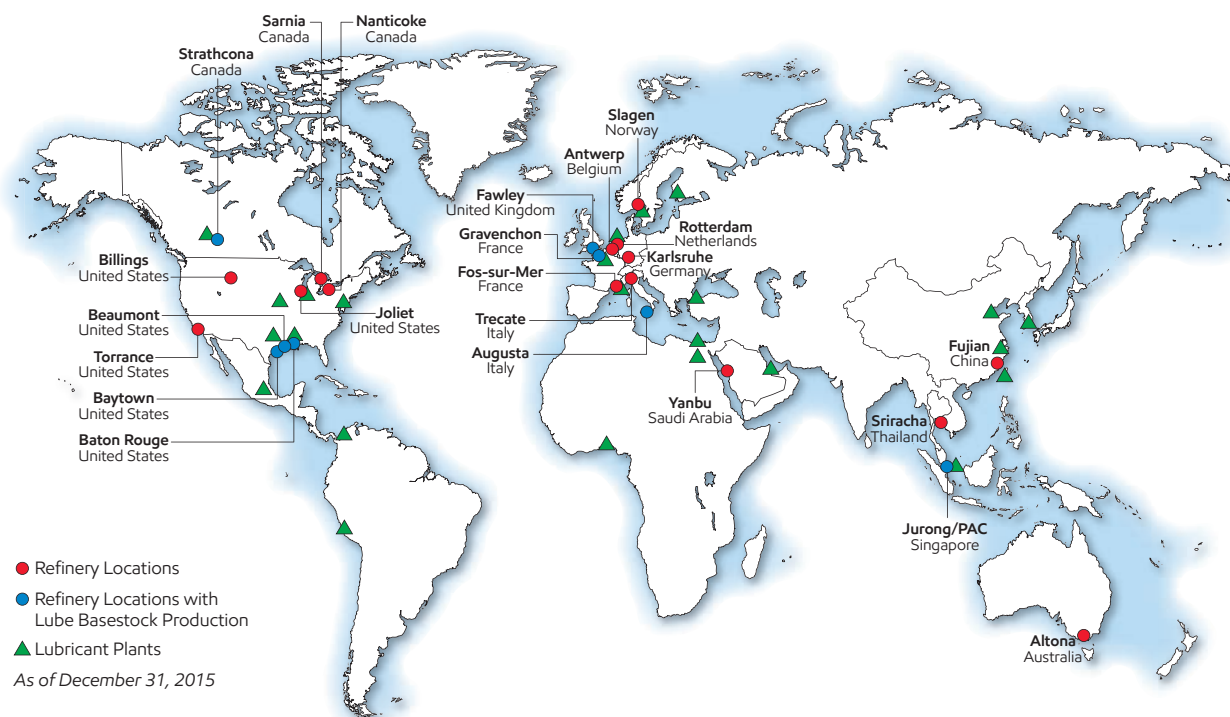 Sarnia
Canada
Nanticoke
Canada
Strathcona
Canada
Slagen
Norway
Antwerp
Belgium
Fawley
United Kingdom
Rotterdam
Netherlands
Gravenchon
France
Karlsruhe
Germany
Billings
United States
Fos-sur-Mer
France
Beaumont
United States
Joliet
United States
Trecate
Italy
Torrance
United States
Augusta
Italy
Fujian
China
Baytown
United States
Yanbu
Saudi Arabia
Sriracha
Thailand
Baton Rouge
United States
Jurong/PAC
Singapore
Altona
Australia
Refinery Locations
Refinery Locations with
Lube Basestock Production
Lubricant Plants
As of December 31, 2015